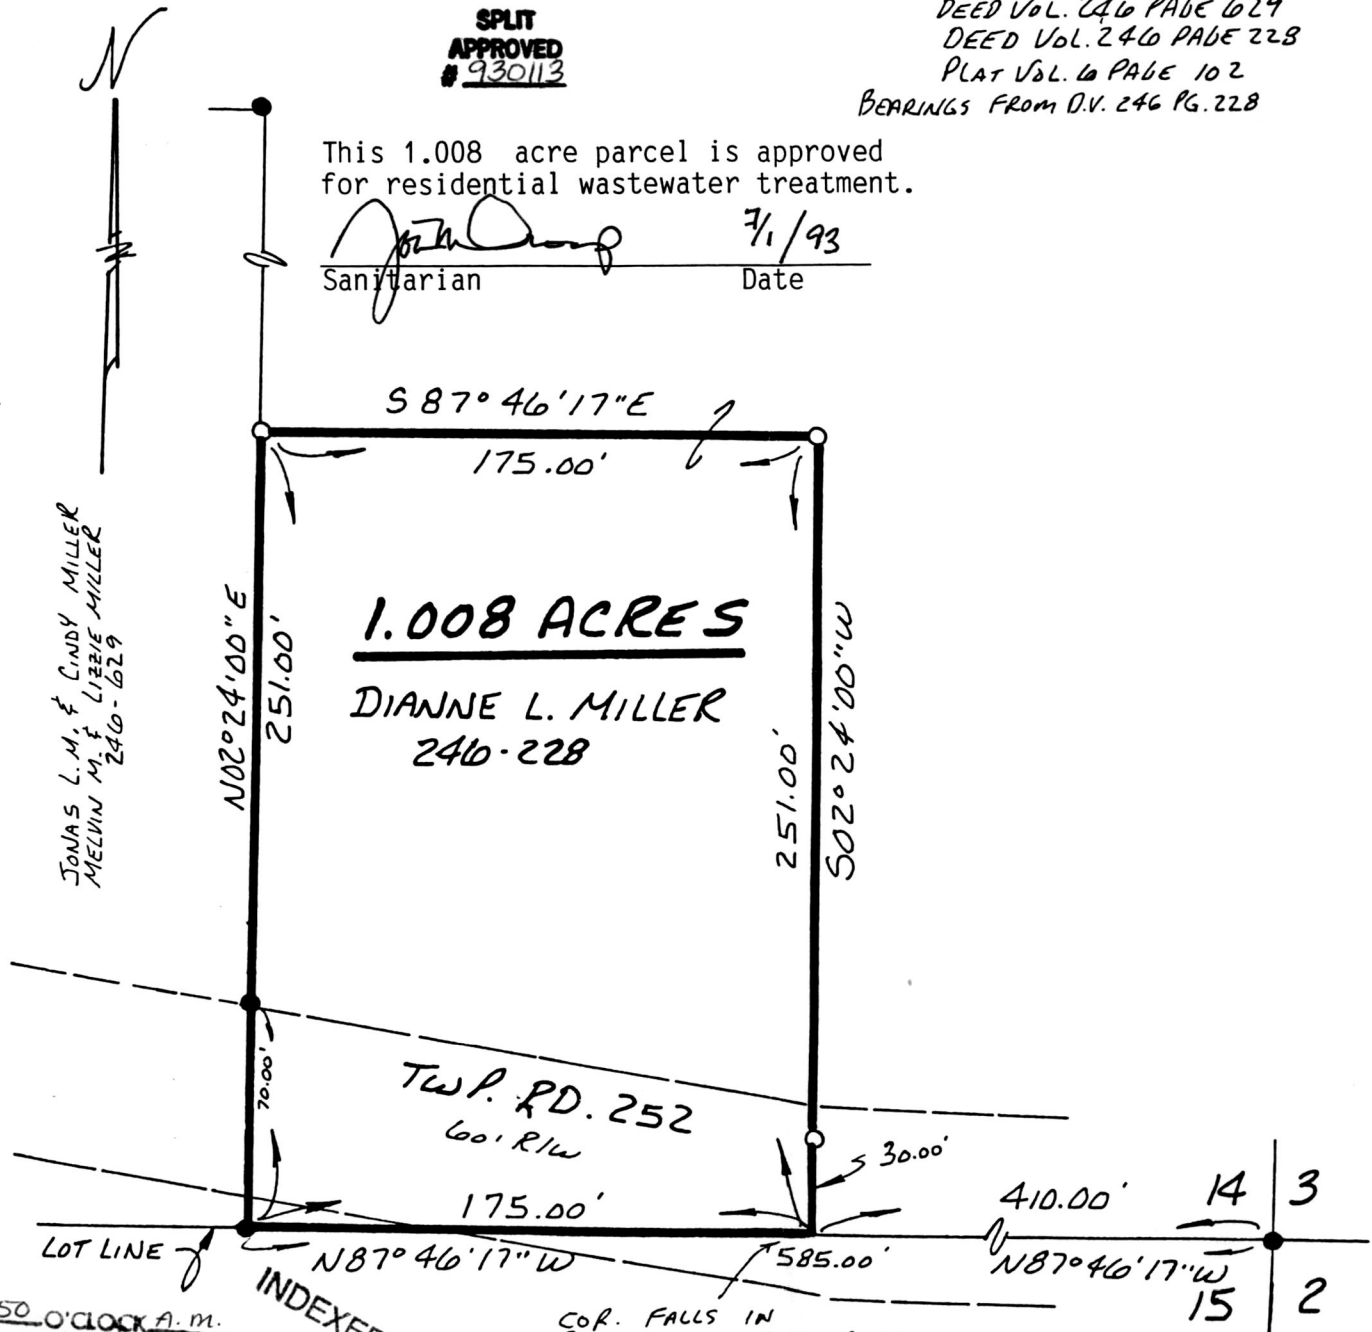 N
SPLIT
APPROVED
# 930113
DEED VOL. 246 PAGE 629
DEED VOL. 246 PAGE 228
PLAT VOL. 6 PAGE 102
BEARINGS FROM D.V. 246 PG. 228
This 1.008 acre parcel is approved
for residential wastewater treatment.
7/1/93
Sanitarian Date
S 87° 46' 17" E
175.00'
JONAS L.M. & CINDY MILLER
MELVIN M. & LIZZIE MILLER
246-629
N02° 24' 00" E
251.00'
1.008 ACRES
DIANNE L. MILLER
246-228
251.00'
S02° 24' 00" W
70.00'
TWP. RD. 252
60' R/W
30.00'
175.00'
410.00'
14 3
LOT LINE
N87° 46' 17" W
585.00'
N87° 46' 17" W
15 2
50 O'CLOCK A.M.
INDEXED
COR. FALLS IN